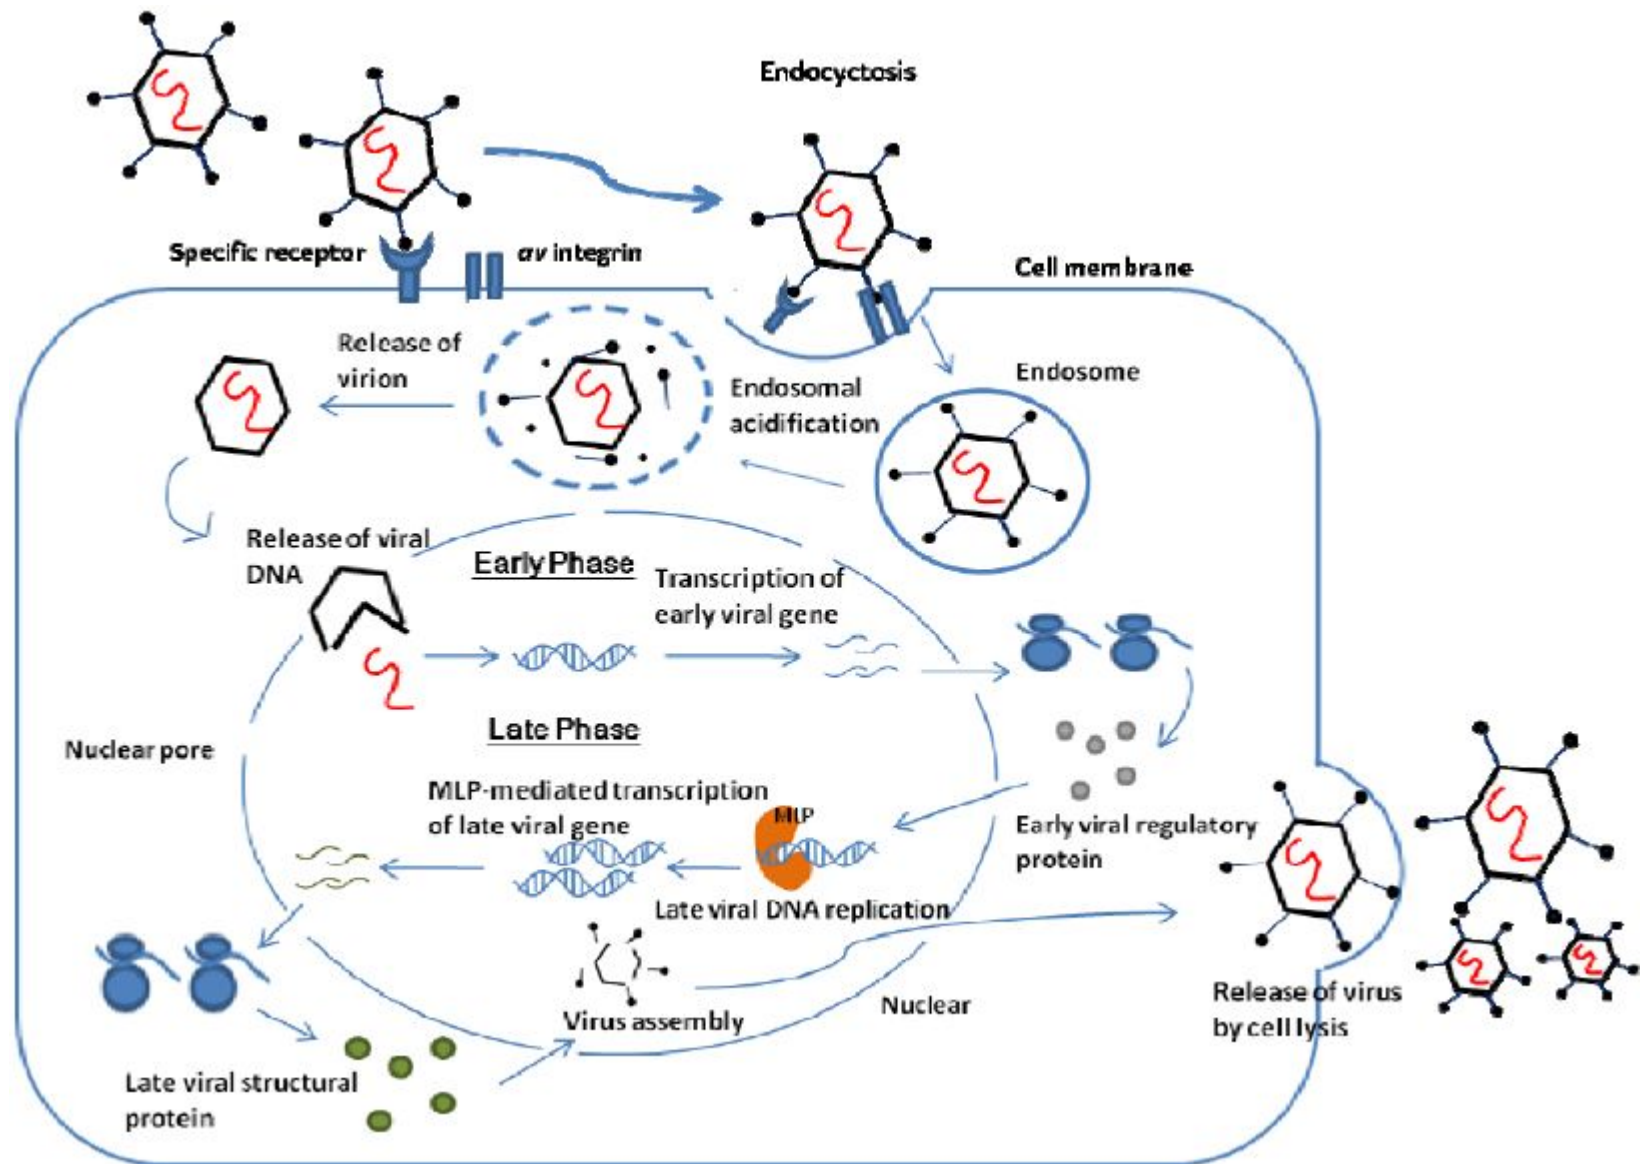 Endocyctosis
Specific receptor
αv integrin
Cell membrane
Release of
virion
Endosomal
acidification
Endosome
Release of viral
DNA
Early Phase
Transcription of
early viral gene
Late Phase
Nuclear pore
MLP-mediated transcription
of late viral gene
MLP
Early viral regulatory
protein
Late viral DNA replication
Virus assembly
Nuclear
Release of virus
by cell lysis
Late viral structural
protein